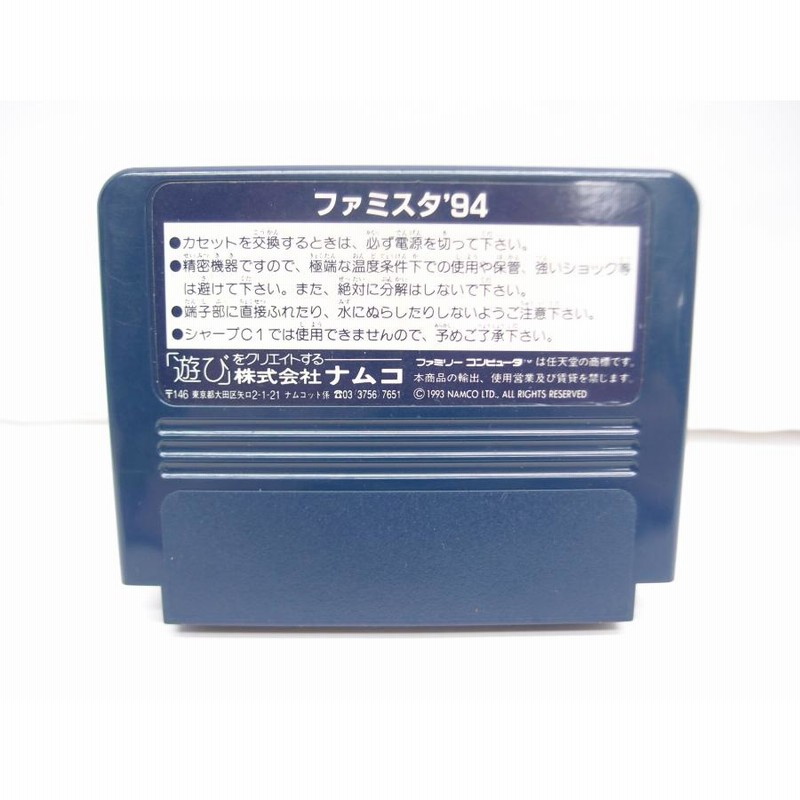 ファミスタ'94
●カセットを交換するときは、必ず電源を切って下さい。
●精密機器ですので、極端な温度条件下での使用や保管、強いショック等
は避けて下さい。また、絶対に分解はしないで下さい。
●端子部に直接ふれたり、水にぬらしたりしないようご注意下さい。
●シャープC1では使用できませんので、予めご了承下さい。
「遊び」をクリエイトする
株式会社ナムコ
〒146 東京都大田区矢口2-1-21 ナムコット係 ☎03(3756)7651
ファミリーコンピュータ™は任天堂の商標です。
本商品の輸出、使用営業及び賃貸を禁じます。
©1993 NAMCO LTD., ALL RIGHTS RESERVED